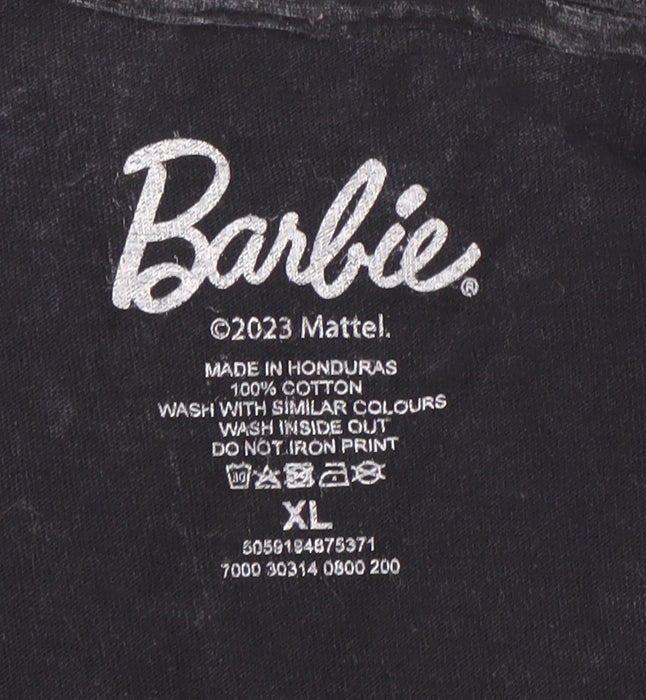 Barbie®
©2023 Mattel.
MADE IN HONDURAS
100% COTTON
WASH WITH SIMILAR COLOURS
WASH INSIDE OUT
DO NOT IRON PRINT
XL
5059194875371
7000 30314 0800 200